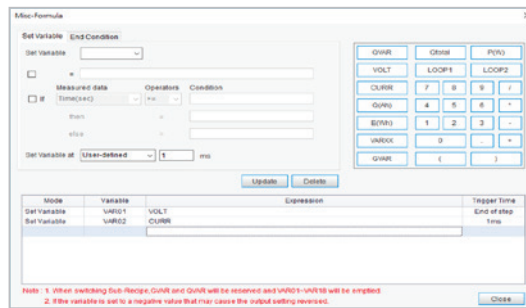 Misc-Formula
Set Variable End Condition
Set Variable
=
Measured data Operators Condition
If Time(sec) ==
then =
else =
Set Variable at User-defined 1 ms
GVAR Qtotal P(W)
VOLT LOOP1 LOOP2
CURR 7 8 9 /
Q(Ah) 4 5 6 *
E(Wh) 1 2 3 -
VARXX 0 . +
GVAR ( )
Update Delete
Mode Variable Expression Trigger Time
Set Variable VAR01 VOLT End of step
Set Variable VAR02 CURR 1ms
Note : 1. When switching Sub-Recipe,GVAR and QVAR will be reserved and VAR01~VAR18 will be emptied.
2. If the variable is set to a negative value that may cause the output setting reversed.
Close